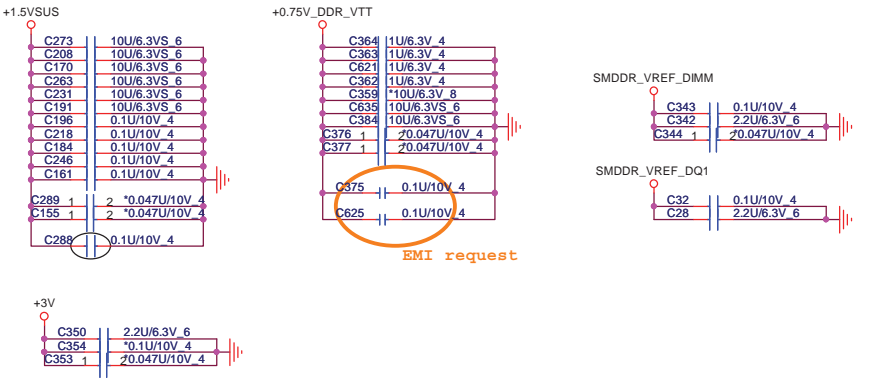 +1.5VSUS
C273 10U/6.3VS_6
C208 10U/6.3VS_6
C170 10U/6.3VS_6
C263 10U/6.3VS_6
C231 10U/6.3VS_6
C191 10U/6.3VS_6
C196 0.1U/10V_4
C218 0.1U/10V_4
C184 0.1U/10V_4
C246 0.1U/10V_4
C161 0.1U/10V_4
C289 1 2 *0.047U/10V_4
C155 1 2 *0.047U/10V_4
C288 0.1U/10V_4
+0.75V_DDR_VTT
C364 1U/6.3V_4
C363 1U/6.3V_4
C621 1U/6.3V_4
C362 1U/6.3V_4
C359 *10U/6.3V_8
C635 10U/6.3VS_6
C384 10U/6.3VS_6
C376 1 2 *0.047U/10V_4
C377 1 2 *0.047U/10V_4
C375 0.1U/10V_4
C625 0.1U/10V_4
EMI request
SMDDR_VREF_DIMM
C343 0.1U/10V_4
C342 2.2U/6.3V_6
C344 1 2 *0.047U/10V_4
SMDDR_VREF_DQ1
C32 0.1U/10V_4
C28 2.2U/6.3V_6
+3V
C350 2.2U/6.3V_6
C354 *0.1U/10V_4
C353 1 2 *0.047U/10V_4